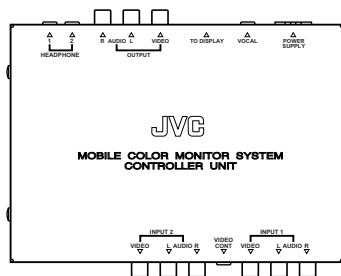 1 2 R AUDIO L VIDEO TO DISPLAY VOCAL POWER
HEADPHONE OUTPUT SUPPLY
JVC
MOBILE COLOR MONITOR SYSTEM
CONTROLLER UNIT
INPUT 2 VIDEO INPUT 1
VIDEO L AUDIO R CONT VIDEO L AUDIO R